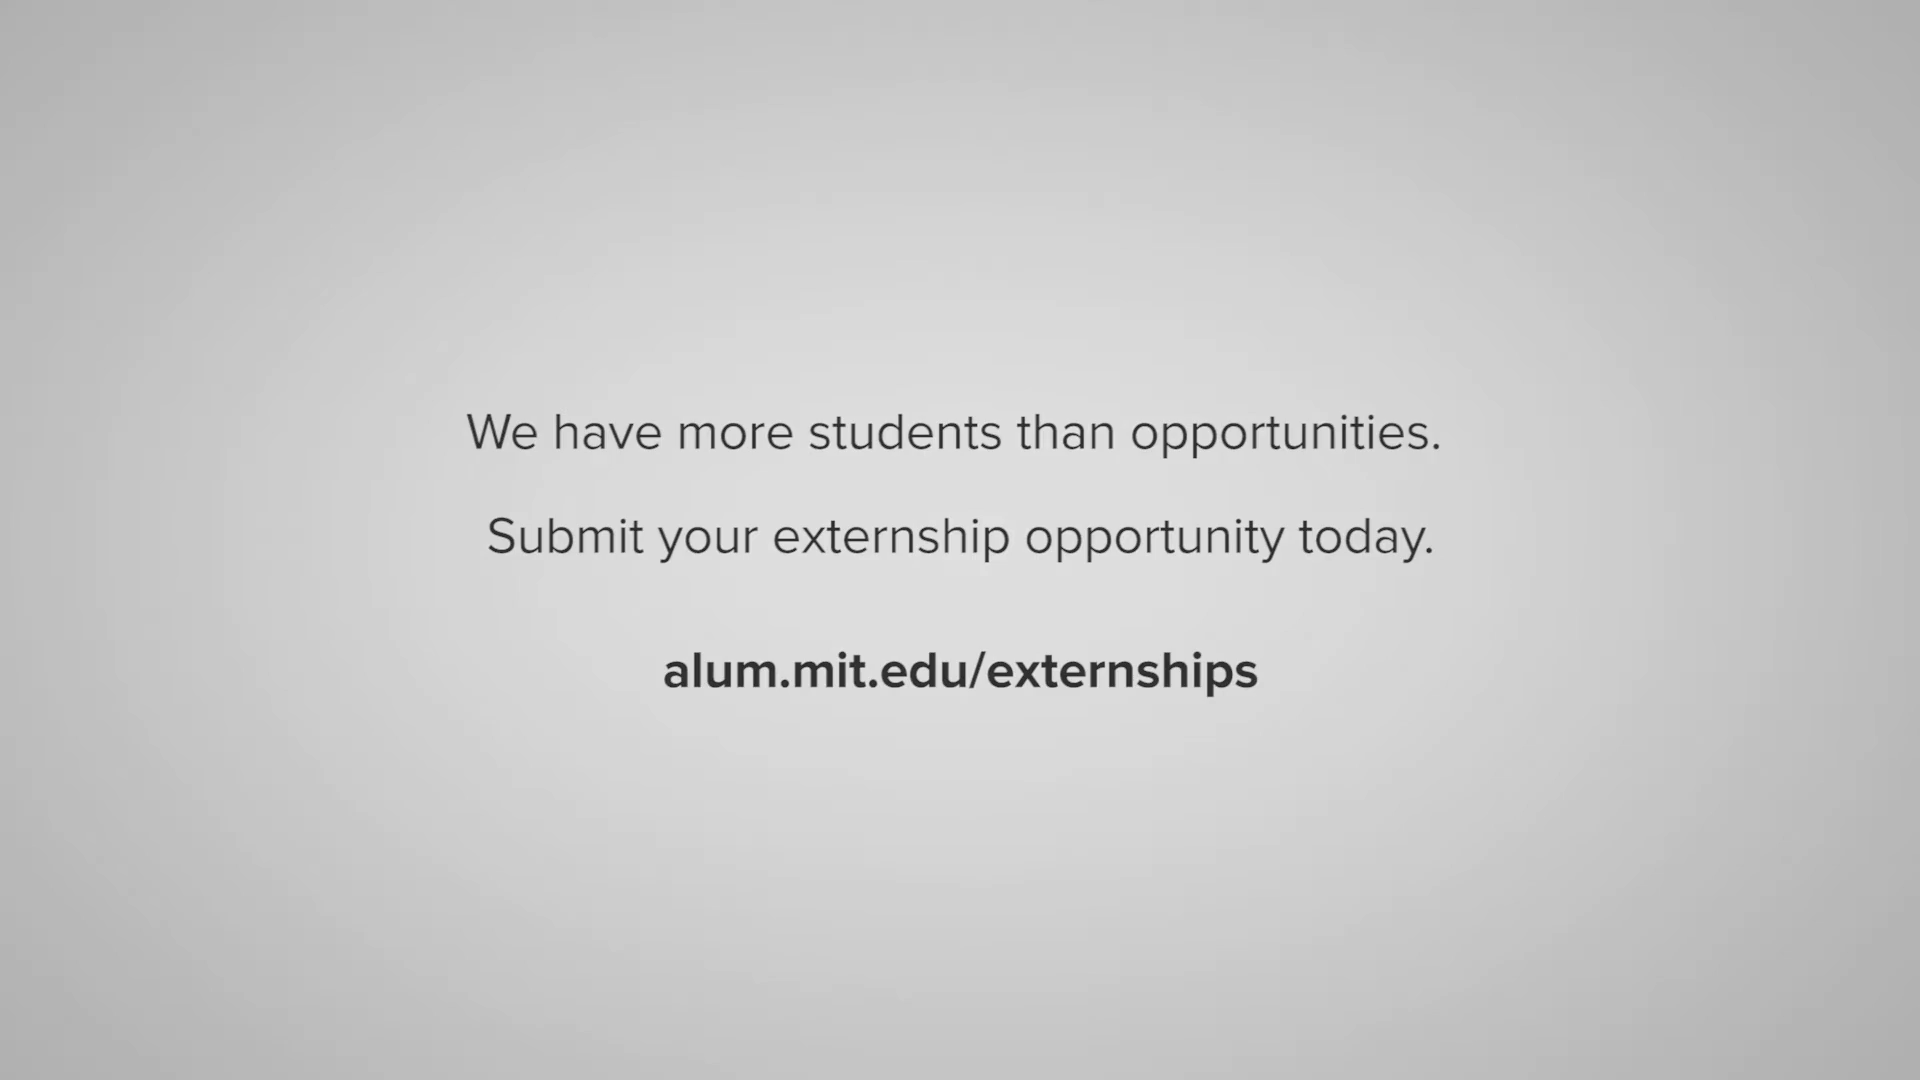 We have more students than opportunities.
Submit your externship opportunity today.
alum.mit.edu/externships